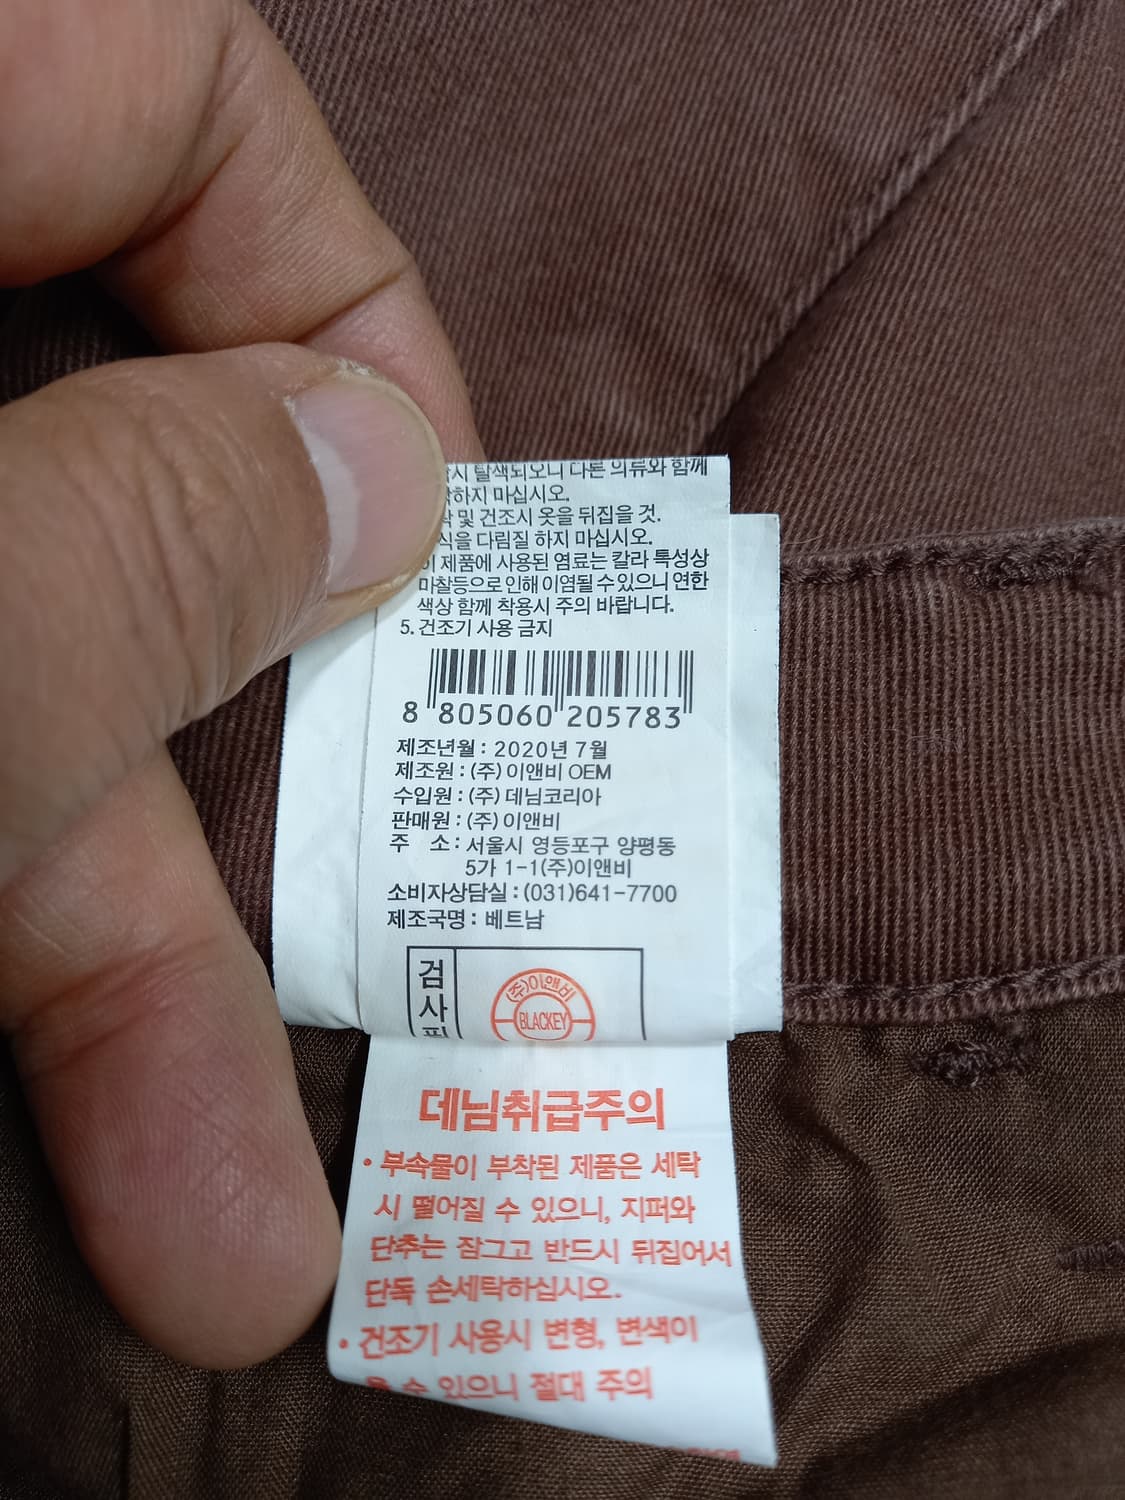 탈색되오니 다른 의류와 함께
하지 마십시오.
및 건조시 옷을 뒤집을 것.
다림질 하지 마십시오.
제품에 사용된 염료는 칼라 특성상
마찰등으로 인해 이염될 수 있으니 연한
색상 함께 착용시 주의 바랍니다.
5. 건조기 사용 금지
8 805060 205783
제조년월 : 2020년 7월
제조원 : (주) 이앤비 OEM
수입원 : (주) 데님코리아
판매원 : (주) 이앤비
주 소 : 서울시 영등포구 양평동
5가 1-1(주)이앤비
소비자상담실 : (031)641-7700
제조국명 : 베트남
검사필
(주)이앤비
BLACKEY
데님취급주의
• 부속물이 부착된 제품은 세탁
시 떨어질 수 있으니, 지퍼와
단추는 잠그고 반드시 뒤집어서
단독 손세탁하십시오.
• 건조기 사용시 변형, 변색이
수 있으니 절대 주의